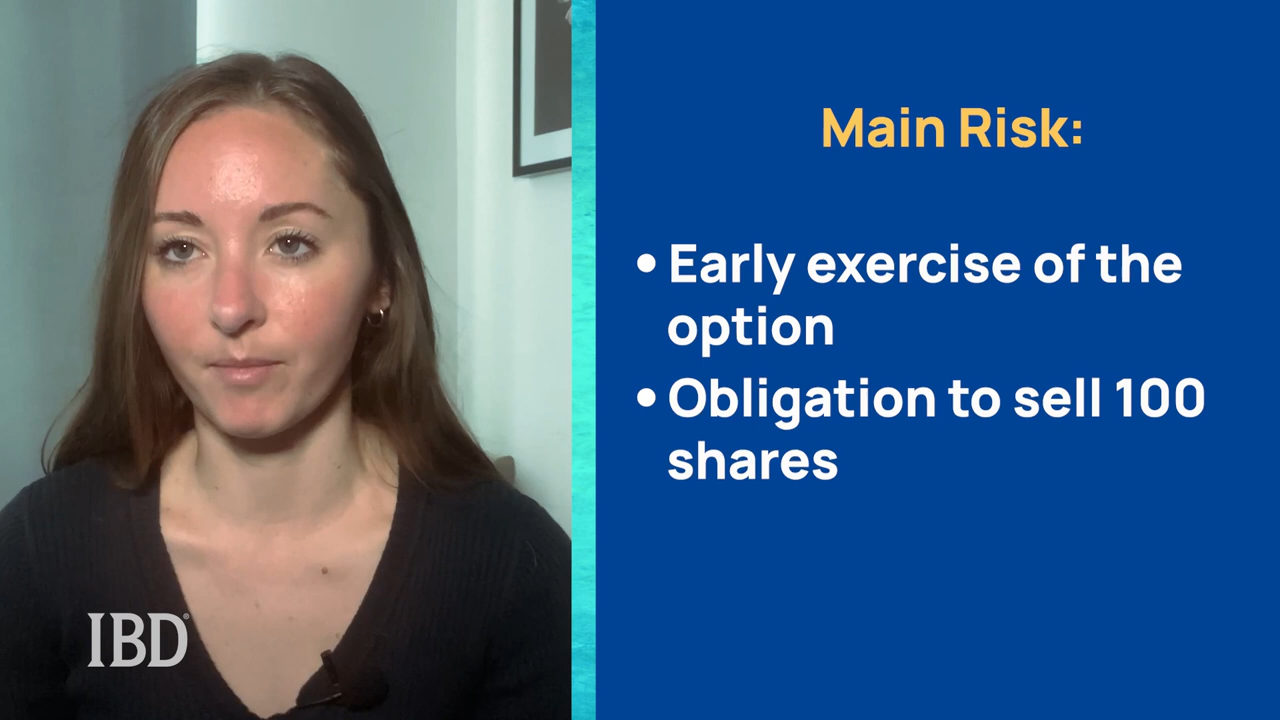 Main Risk:
• Early exercise of the
option
• Obligation to sell 100
shares
IBD®